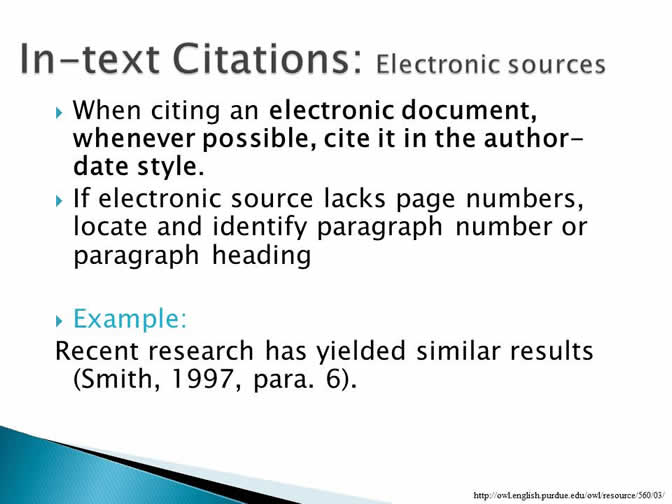 In-text Citations: Electronic sources
When citing an electronic document,
whenever possible, cite it in the author-
date style.
If electronic source lacks page numbers,
locate and identify paragraph number or
paragraph heading
Example:
Recent research has yielded similar results
(Smith, 1997, para. 6).
http://owl.english.purdue.edu/owl/resource/560/03/